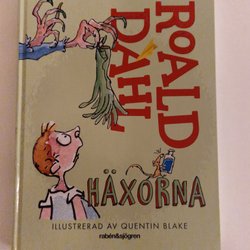 ROALD
DAHL
HÄXORNA
ILLUSTRERAD AV QUENTIN BLAKE
rabén&sjögren